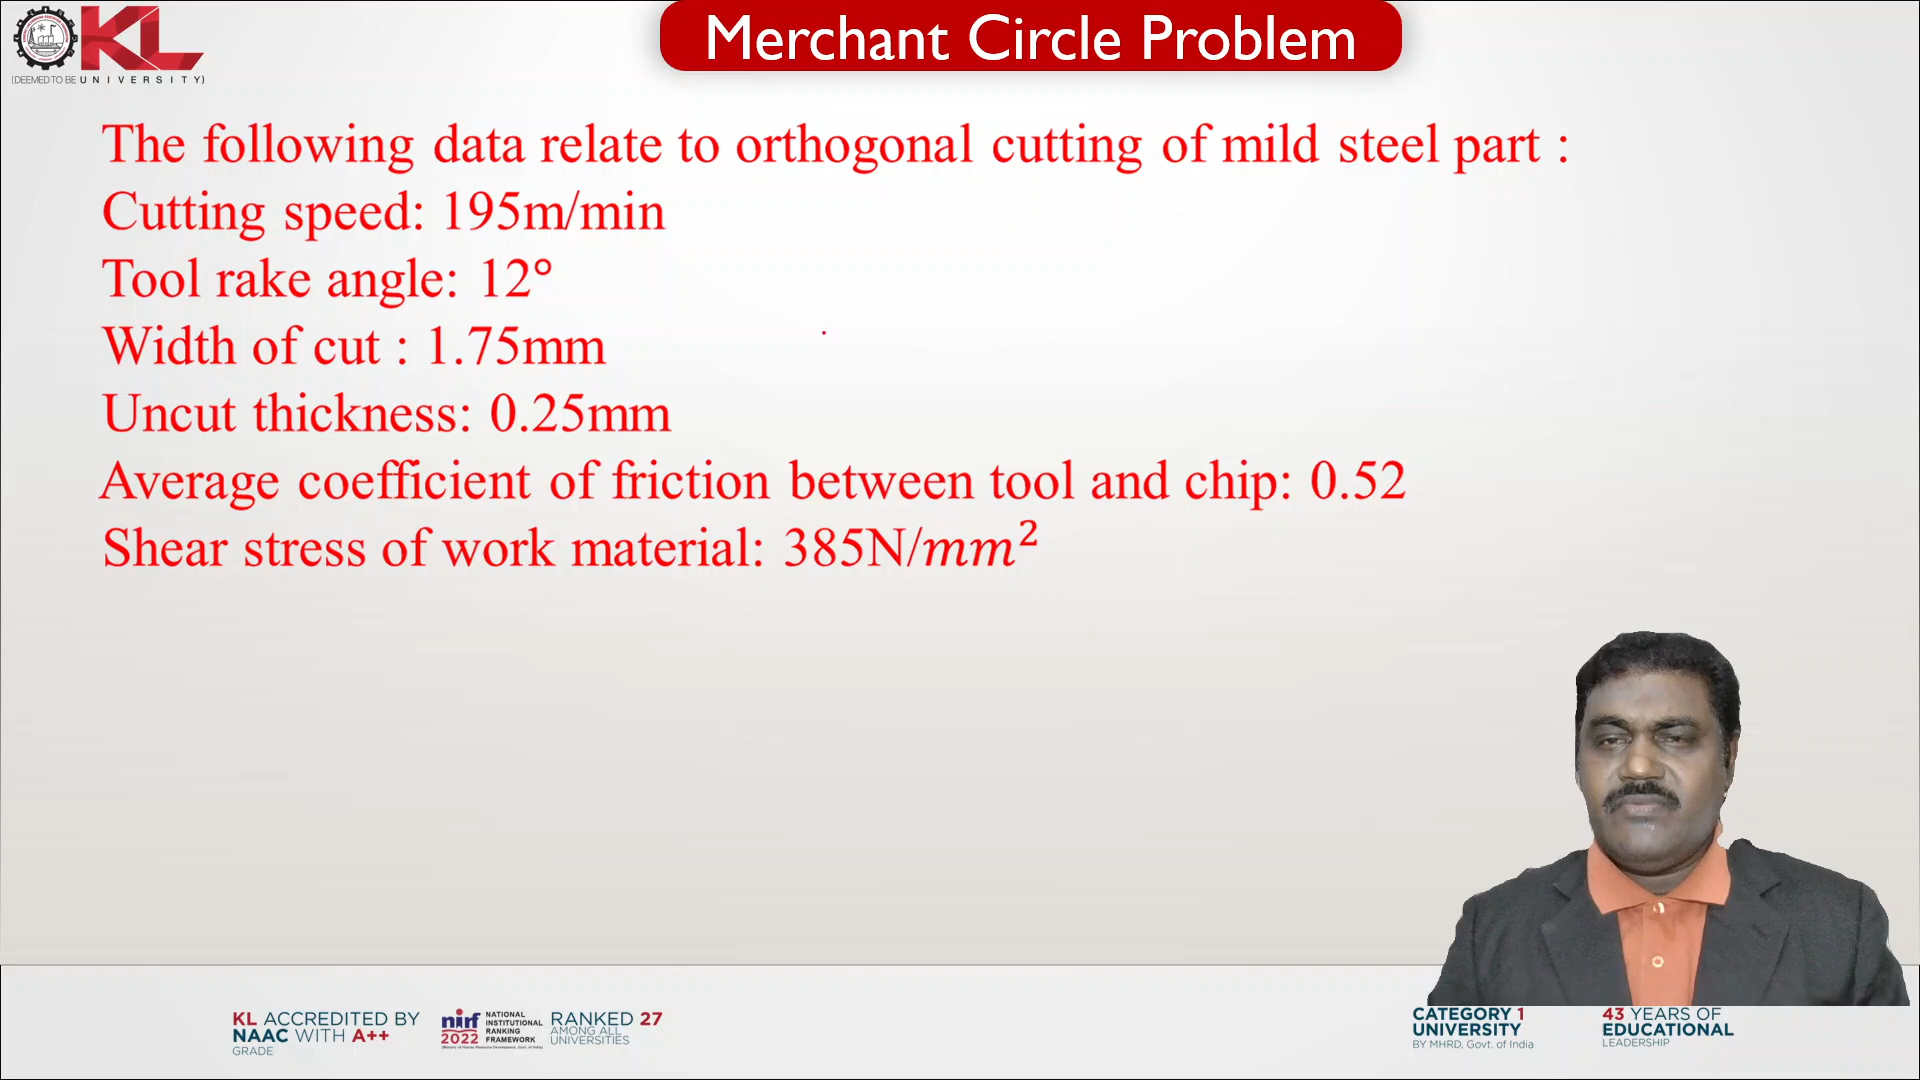 KL
(DEEMED TO BE UNIVERSITY)
Merchant Circle Problem
The following data relate to orthogonal cutting of mild steel part :
Cutting speed: 195m/min
Tool rake angle: 12°
Width of cut : 1.75mm
Uncut thickness: 0.25mm
Average coefficient of friction between tool and chip: 0.52
Shear stress of work material: 385N/mm²
KL ACCREDITED BY
NAAC WITH A++
GRADE
nirf
2022
NATIONAL
INSTITUTIONAL
RANKING
FRAMEWORK
RANKED 27
AMONG ALL
UNIVERSITIES
CATEGORY 1
UNIVERSITY
BY MHRD, Govt. of India
43 YEARS OF
EDUCATIONAL
LEADERSHIP